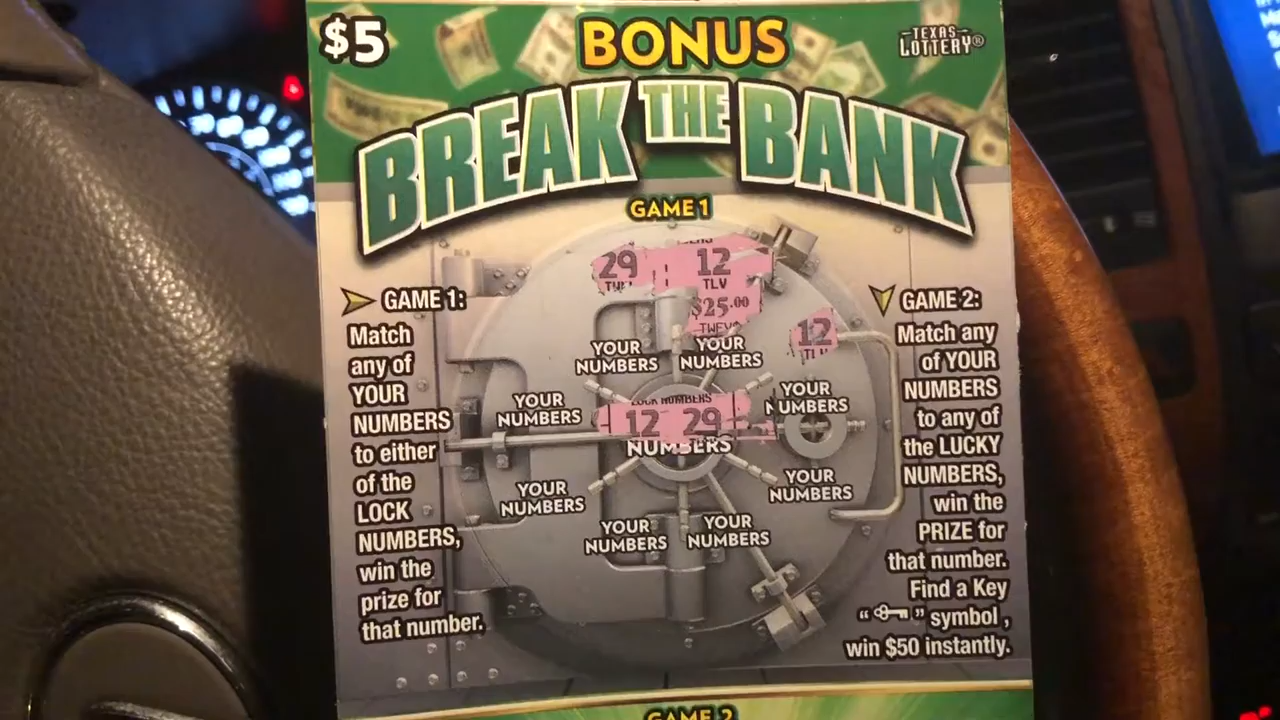 $5
BONUS
TEXAS
LOTTERY®
BREAK THE BANK
GAME 1
29 12
TLV
$25.00
12
GAME 1:
Match
any of
YOUR
NUMBERS
to either
of the
LOCK
NUMBERS,
win the
prize for
that number.
YOUR
NUMBERS
YOUR
NUMBERS
YOUR
NUMBERS
YOUR
NUMBERS
LOCK NUMBERS
12 29
NUMBERS
YOUR
NUMBERS
YOUR
NUMBERS
YOUR
NUMBERS
YOUR
NUMBERS
GAME 2:
Match any
of YOUR
NUMBERS
to any of
the LUCKY
NUMBERS,
win the
PRIZE for
that number.
Find a Key
" " symbol,
win $50 instantly.
GAME 2